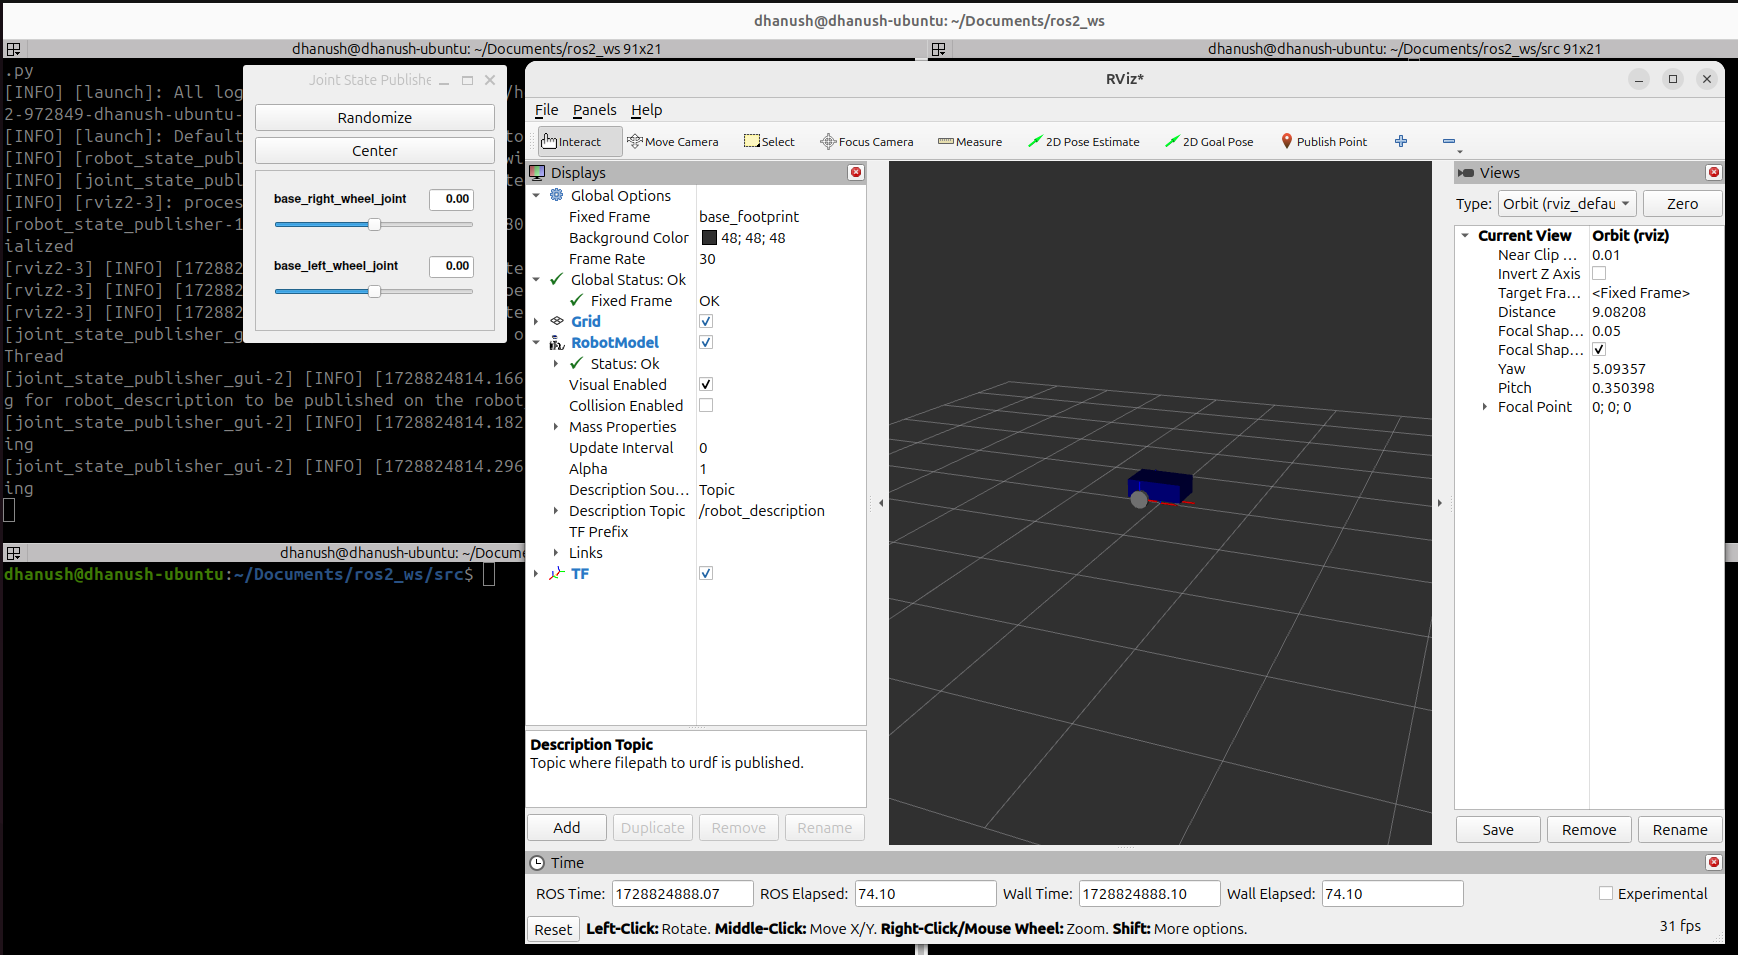 dhanush@dhanush-ubuntu: ~/Documents/ros2_ws
dhanush@dhanush-ubuntu: ~/Documents/ros2_ws 91x21
dhanush@dhanush-ubuntu: ~/Documents/ros2_ws/src 91x21
.py
[INFO] [launch]: All log
2-972849-dhanush-ubuntu-
[INFO] [launch]: Default
[INFO] [robot_state_publ
[INFO] [joint_state_publ
[INFO] [rviz2-3]: proces
[robot_state_publisher-1
ialized
[rviz2-3] [INFO] [172882
[rviz2-3] [INFO] [172882
[rviz2-3] [INFO] [172882
[joint_state_publisher_g
Thread
[joint_state_publisher_gui-2] [INFO] [1728824814.166
g for robot_description to be published on the robot
[joint_state_publisher_gui-2] [INFO] [1728824814.182
ing
[joint_state_publisher_gui-2] [INFO] [1728824814.296
ing
Joint State Publishe
Randomize
Center
base_right_wheel_joint 0.00
base_left_wheel_joint 0.00
dhanush@dhanush-ubuntu: ~/Docume
dhanush@dhanush-ubuntu:~/Documents/ros2_ws/src$
RViz*
File Panels Help
Interact Move Camera Select Focus Camera Measure 2D Pose Estimate 2D Goal Pose Publish Point
Displays
Global Options
Fixed Frame base_footprint
Background Color 48; 48; 48
Frame Rate 30
Global Status: Ok
Fixed Frame OK
Grid
RobotModel
Status: Ok
Visual Enabled
Collision Enabled
Mass Properties
Update Interval 0
Alpha 1
Description Sou... Topic
Description Topic /robot_description
TF Prefix
Links
TF
Description Topic
Topic where filepath to urdf is published.
Add Duplicate Remove Rename
Views
Type: Orbit (rviz_defau Zero
Current View Orbit (rviz)
Near Clip ... 0.01
Invert Z Axis
Target Fra... <Fixed Frame>
Distance 9.08208
Focal Shap... 0.05
Focal Shap...
Yaw 5.09357
Pitch 0.350398
Focal Point 0; 0; 0
Save Remove Rename
Time
ROS Time: 1728824888.07 ROS Elapsed: 74.10 Wall Time: 1728824888.10 Wall Elapsed: 74.10 Experimental
Reset Left-Click: Rotate. Middle-Click: Move X/Y. Right-Click/Mouse Wheel: Zoom. Shift: More options. 31 fps